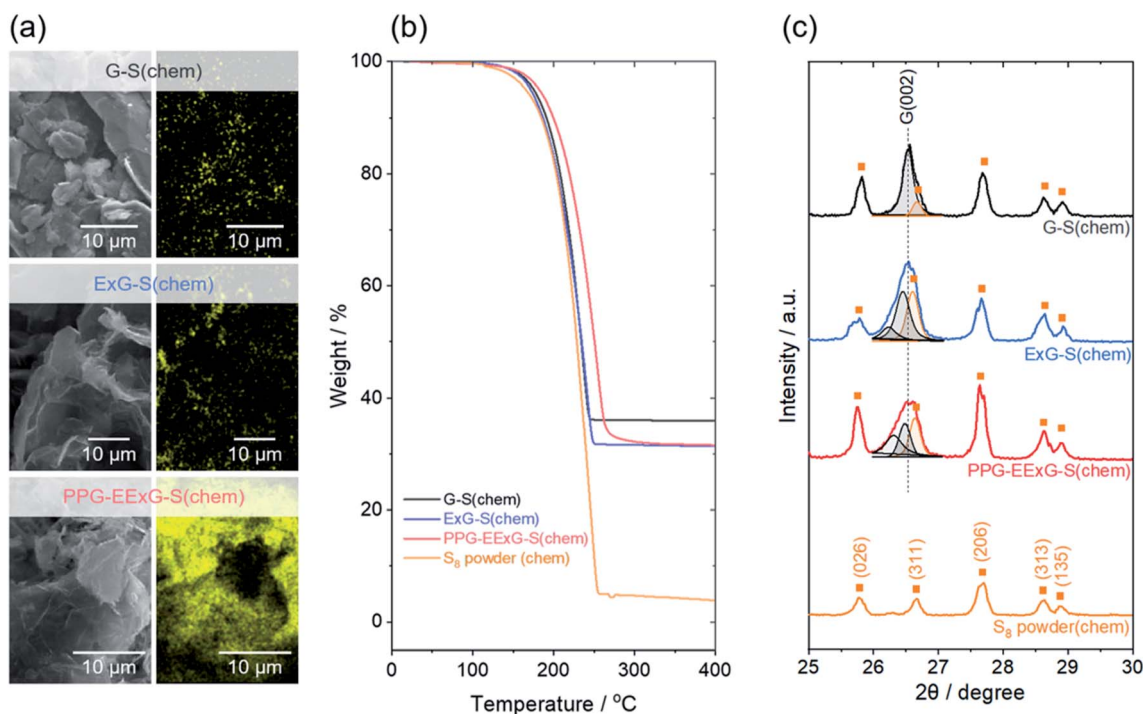 (a)
G-S(chem)
10 µm
10 µm
ExG-S(chem)
10 µm
10 µm
PPG-EExG-S(chem)
10 µm
10 µm
(b)
100
80
60
40
20
0
Weight / %
G-S(chem)
ExG-S(chem)
PPG-EExG-S(chem)
S₈ powder (chem)
0
100
200
300
400
Temperature / °C
(c)
Intensity / a.u.
G(002)
G-S(chem)
ExG-S(chem)
PPG-EExG-S(chem)
(026)
(311)
(206)
(313)
(135)
S₈ powder(chem)
25
26
27
28
29
30
2θ / degree